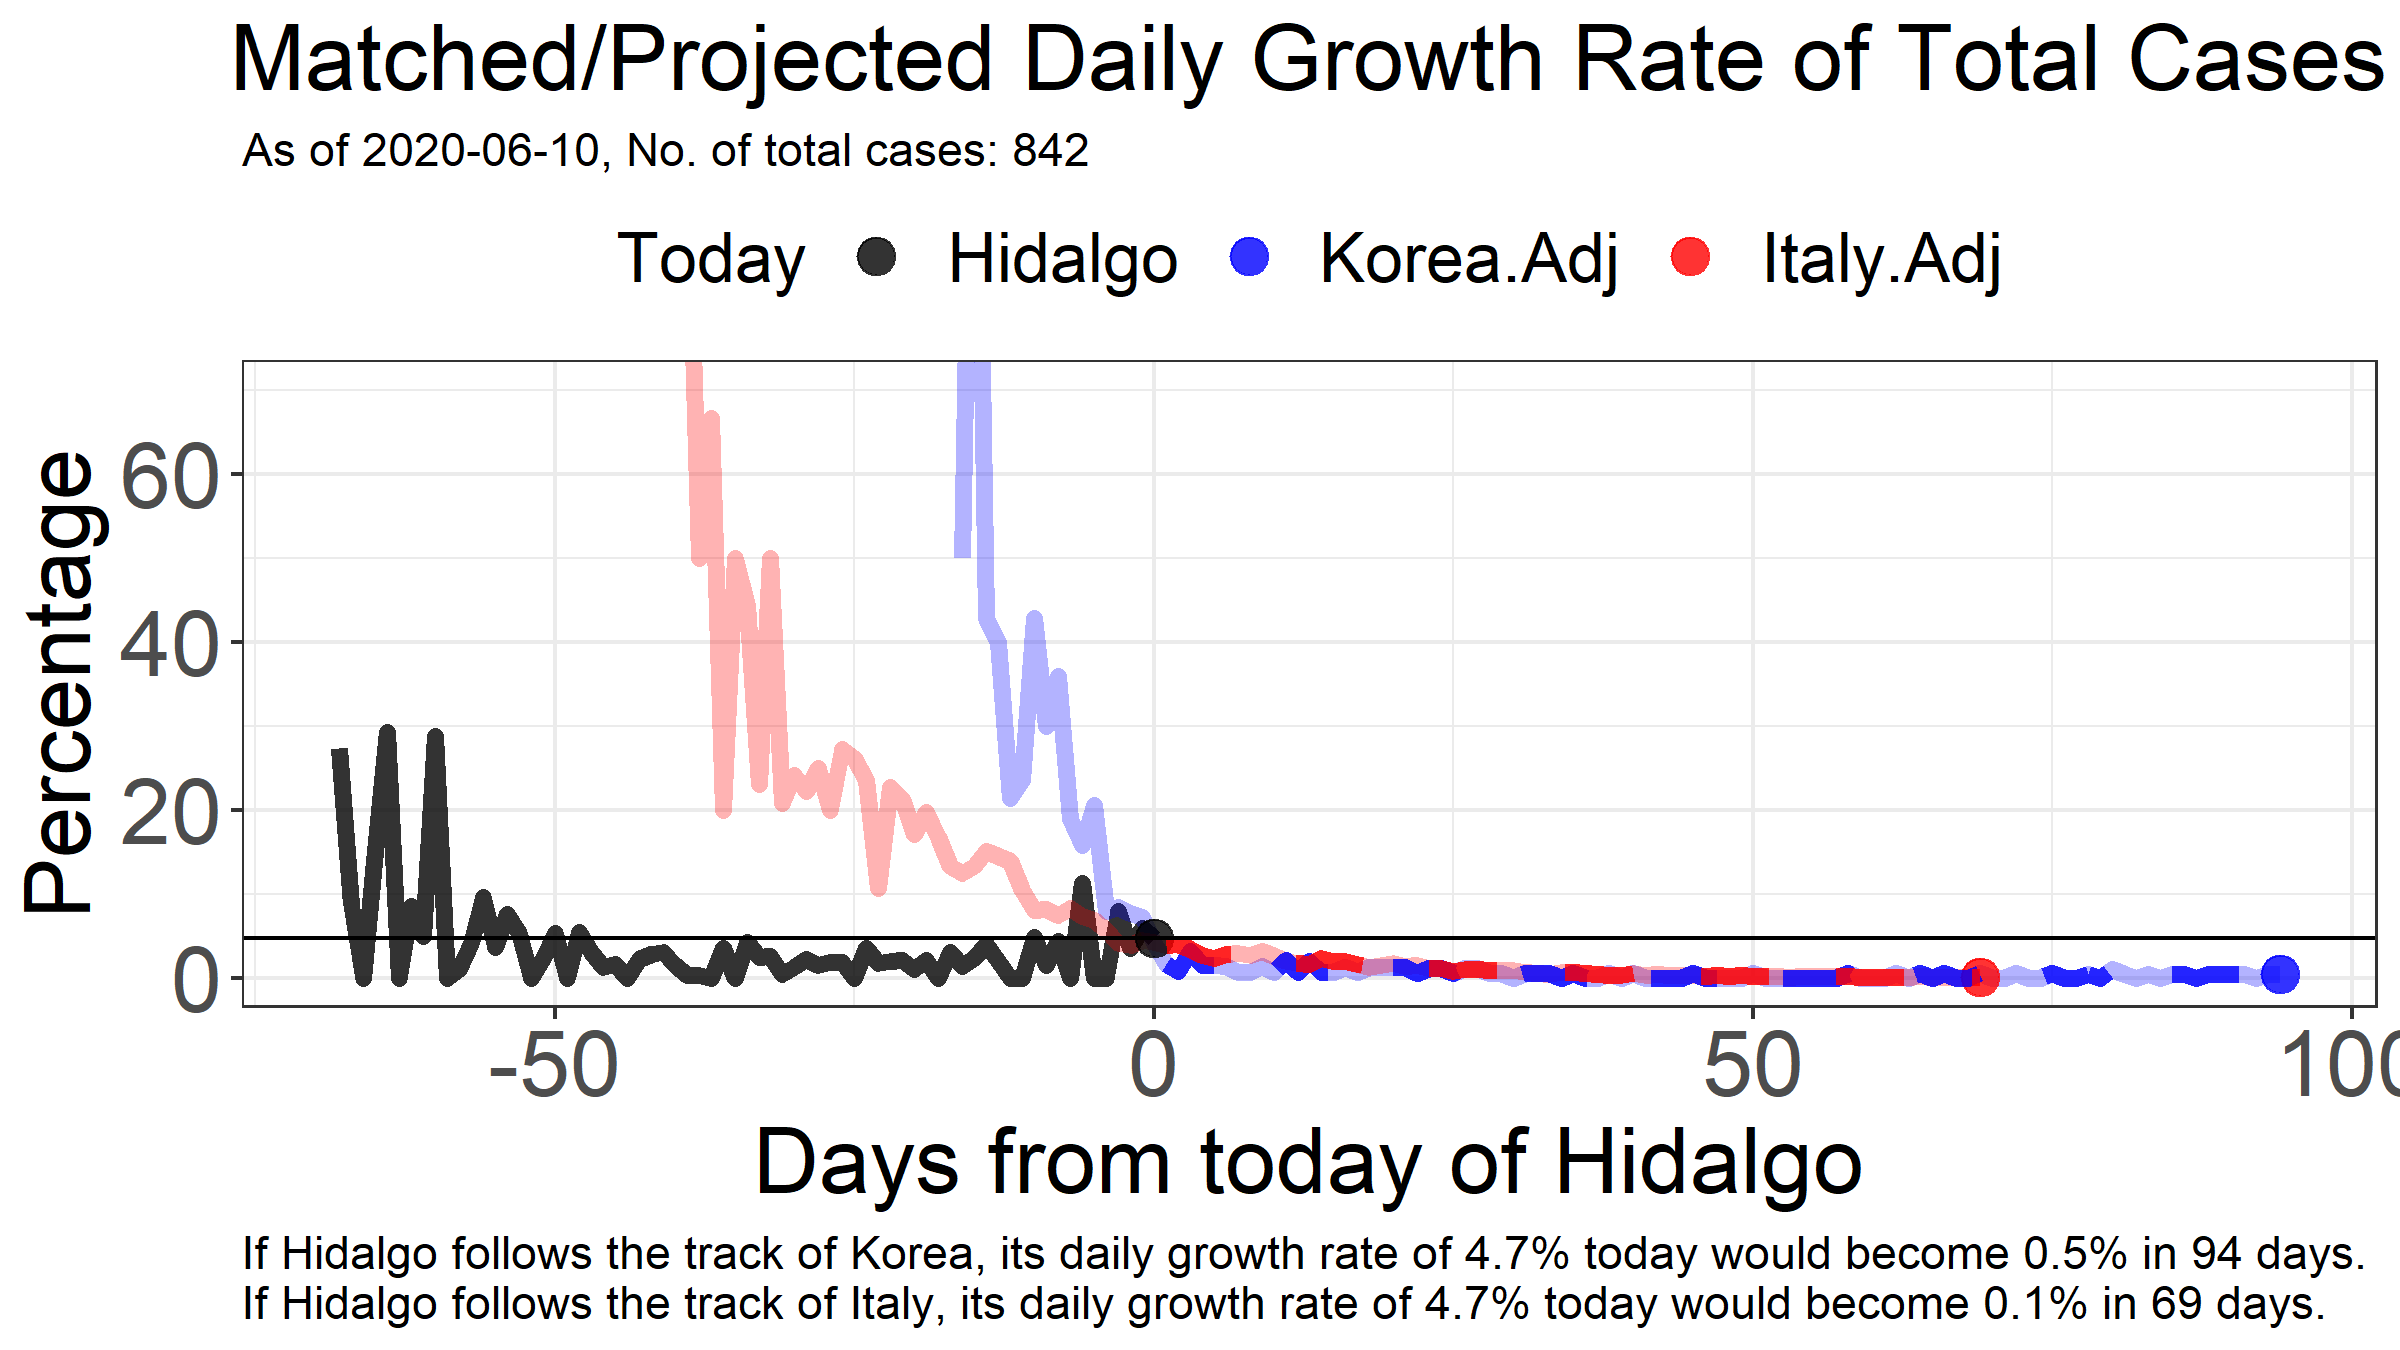 Matched/Projected Daily Growth Rate of Total Cases
As of 2020-06-10, No. of total cases: 842
Today Hidalgo Korea.Adj Italy.Adj
Percentage
60
40
20
0
-50 0 50 100
Days from today of Hidalgo
If Hidalgo follows the track of Korea, its daily growth rate of 4.7% today would become 0.5% in 94 days.
If Hidalgo follows the track of Italy, its daily growth rate of 4.7% today would become 0.1% in 69 days.